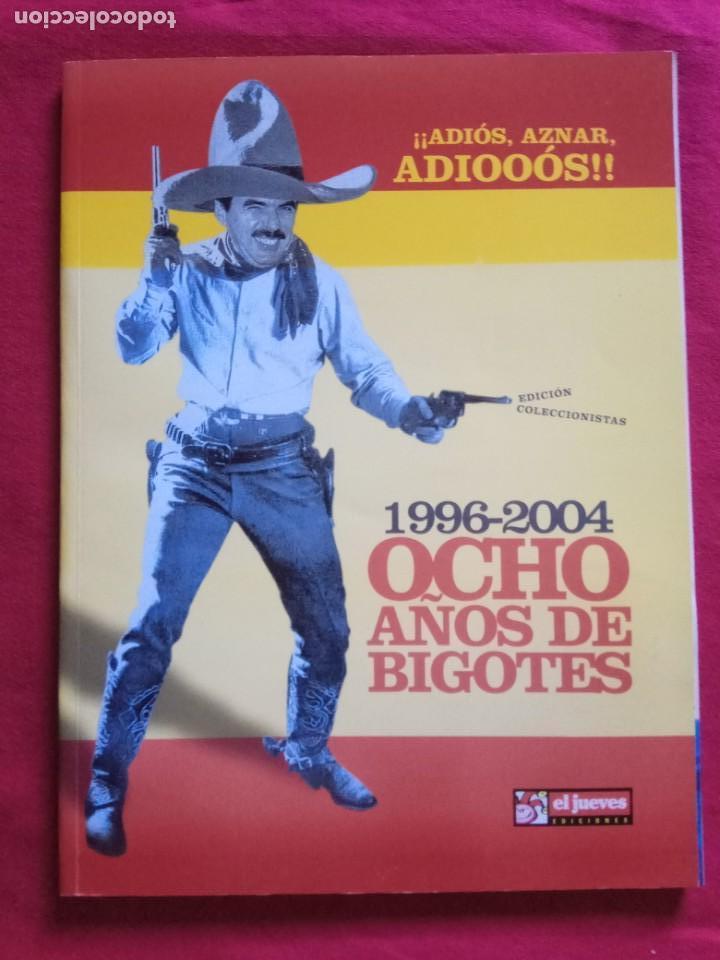 todocoleccion
¡¡ADIÓS, AZNAR,
ADIOOÓS!!
EDICIÓN
COLECCIONISTAS
1996-2004
OCHO
AÑOS DE
BIGOTES
el jueves
EDICIONES